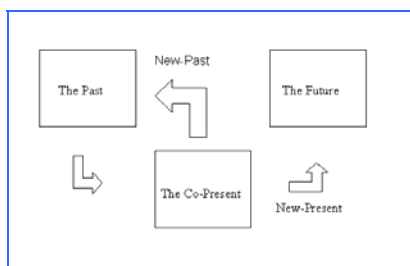 New-Past
The Past
The Future
The Co-Present
New-Present